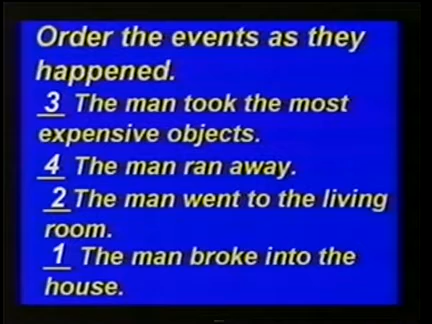 Order the events as they
happened.
3 The man took the most
expensive objects.
4 The man ran away.
2 The man went to the living
room.
1 The man broke into the
house.